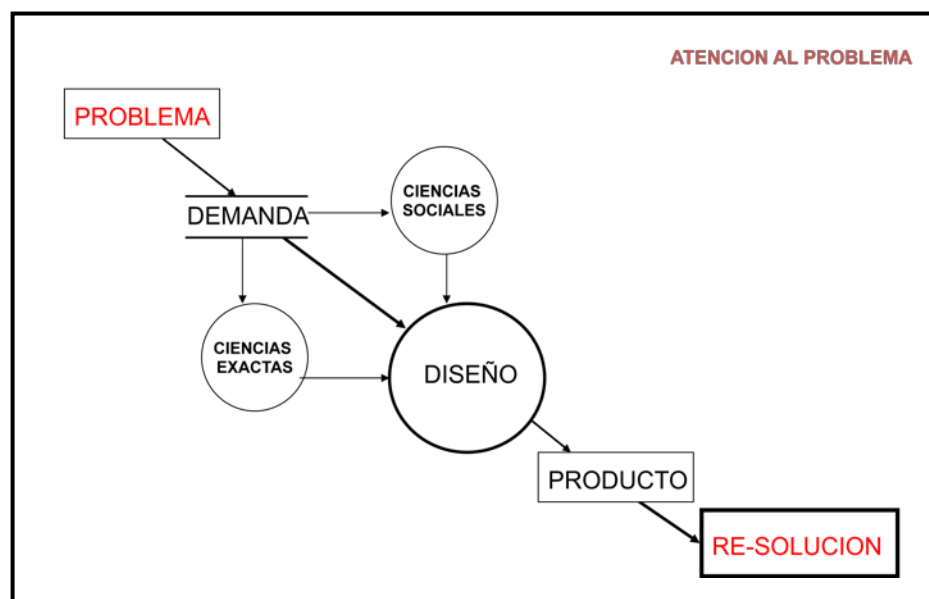 ATENCION AL PROBLEMA
PROBLEMA
CIENCIAS
SOCIALES
DEMANDA
CIENCIAS
EXACTAS
DISEÑO
PRODUCTO
RE-SOLUCION